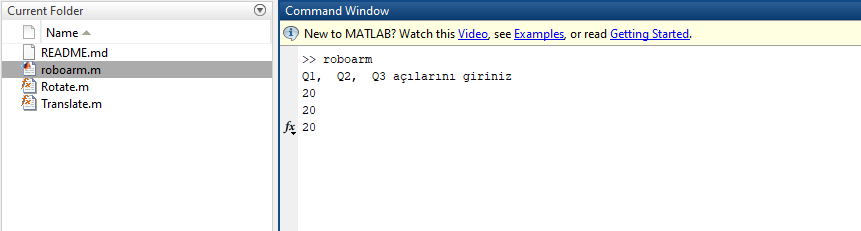 Current Folder
Name
README.md
roboarm.m
Rotate.m
Translate.m
Command Window
New to MATLAB? Watch this Video, see Examples, or read Getting Started.
>> roboarm
Q1,  Q2,  Q3 açılarını giriniz
20
20
fx 20